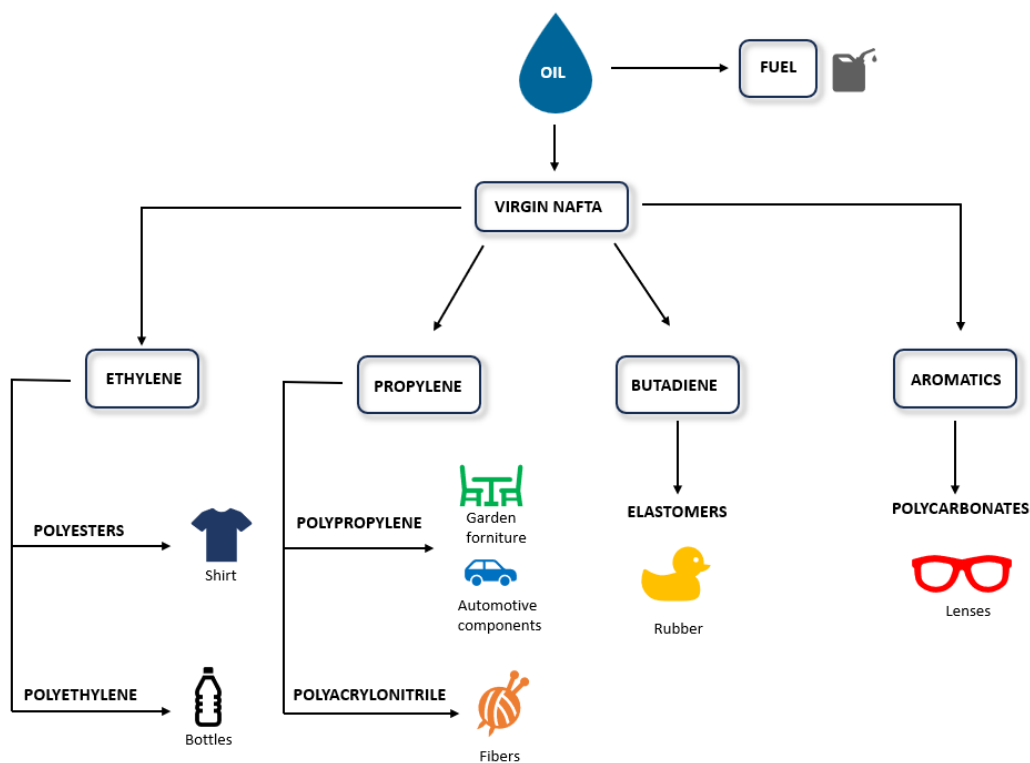 OIL
FUEL
VIRGIN NAFTA
ETHYLENE
PROPYLENE
BUTADIENE
AROMATICS
POLYESTERS
Shirt
POLYETHYLENE
Bottles
POLYPROPYLENE
Garden
forniture
Automotive
components
POLYACRYLONITRILE
Fibers
ELASTOMERS
Rubber
POLYCARBONATES
Lenses